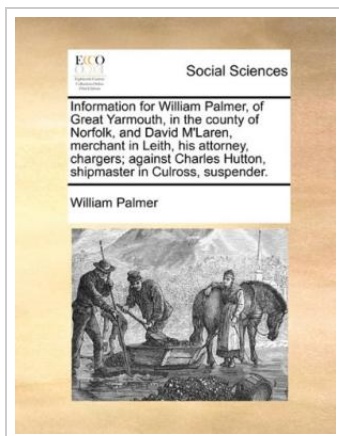 ECCO
Social Sciences
Information for William Palmer, of
Great Yarmouth, in the county of
Norfolk, and David M'Laren,
merchant in Leith, his attorney,
chargers; against Charles Hutton,
shipmaster in Culross, suspender.
William Palmer